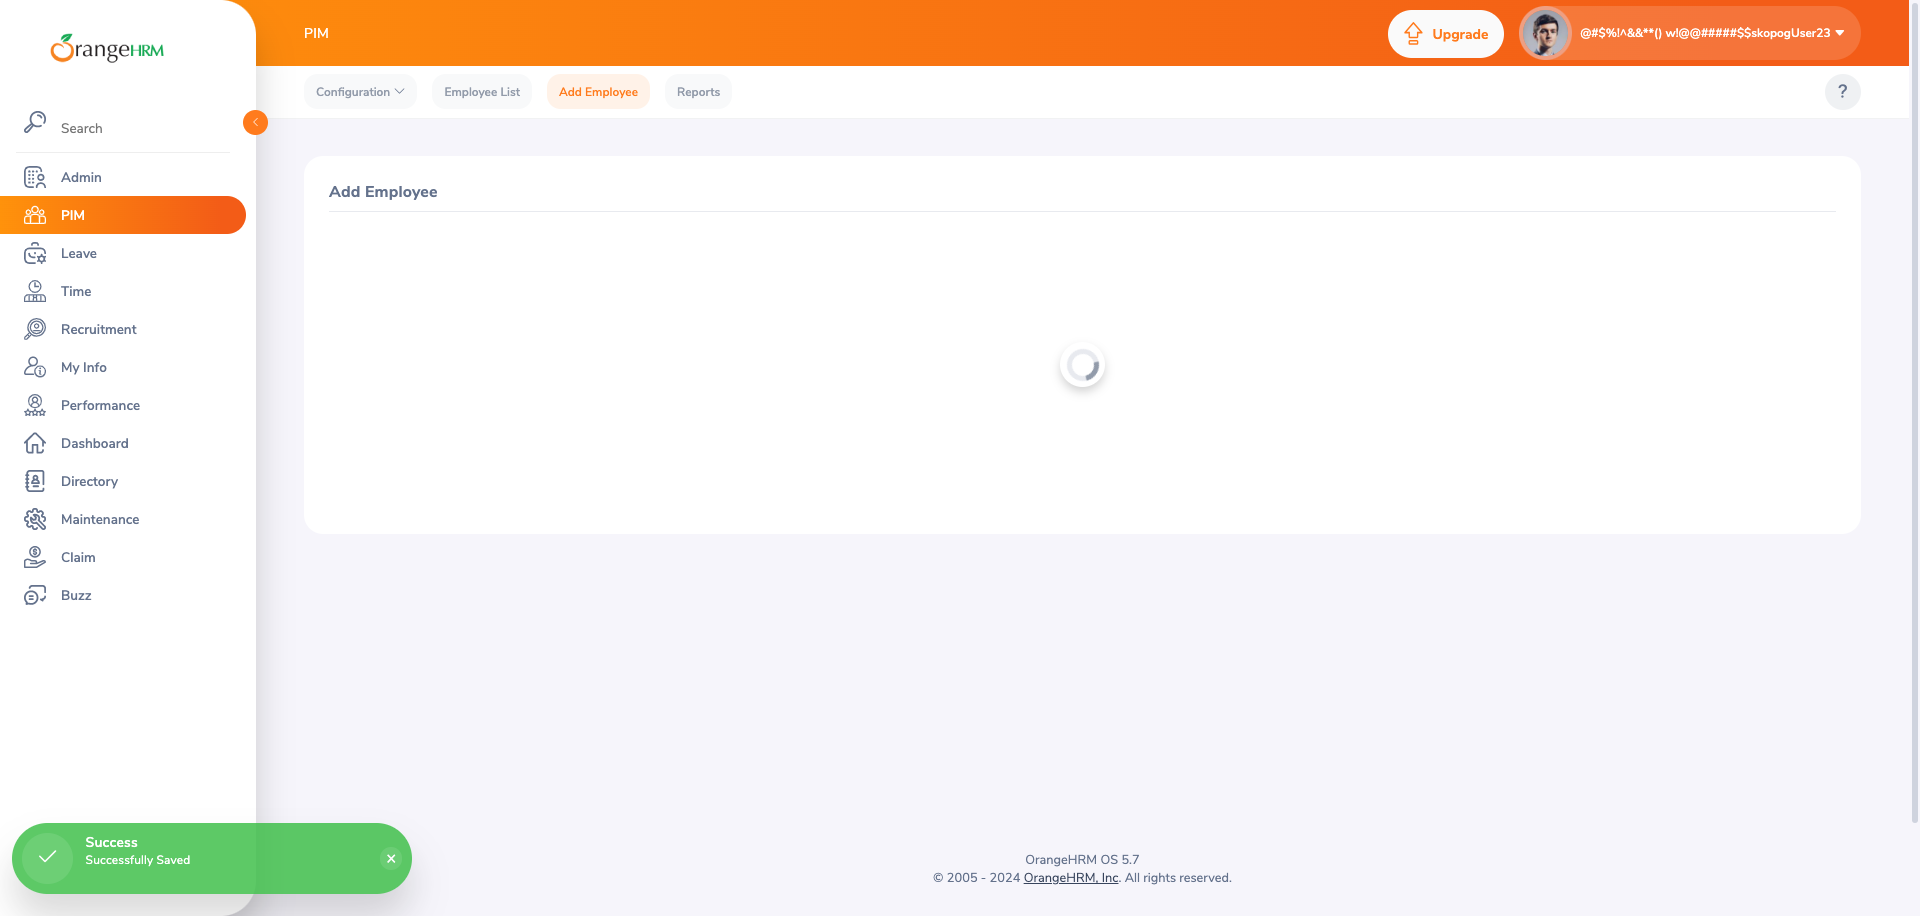 OrangeHRM
Search
Admin
PIM
Leave
Time
Recruitment
My Info
Performance
Dashboard
Directory
Maintenance
Claim
Buzz
PIM
Upgrade
@#$%!^&&**() w!@@#####$$skopogUser23
Configuration
Employee List
Add Employee
Reports
?
Add Employee
Success
Successfully Saved
OrangeHRM OS 5.7
© 2005 - 2024 OrangeHRM, Inc. All rights reserved.